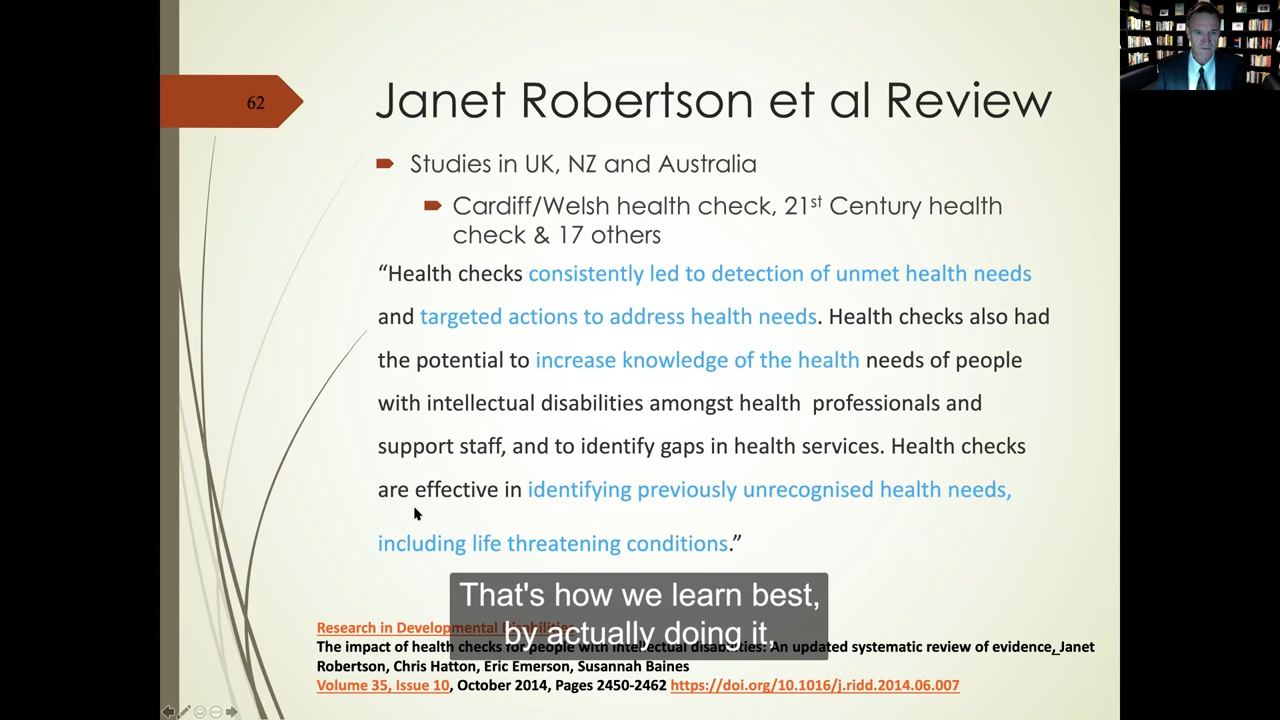 62
Janet Robertson et al Review
Studies in UK, NZ and Australia
Cardiff/Welsh health check, 21st Century health
check & 17 others
“Health checks consistently led to detection of unmet health needs
and targeted actions to address health needs. Health checks also had
the potential to increase knowledge of the health needs of people
with intellectual disabilities amongst health professionals and
support staff, and to identify gaps in health services. Health checks
are effective in identifying previously unrecognised health needs,
including life threatening conditions.”
That's how we learn best,
by actually doing it,
Research in Developmental Disabilities
The impact of health checks for people with intellectual disabilities: An updated systematic review of evidence, Janet
Robertson, Chris Hatton, Eric Emerson, Susannah Baines
Volume 35, Issue 10, October 2014, Pages 2450-2462 https://doi.org/10.1016/j.ridd.2014.06.007